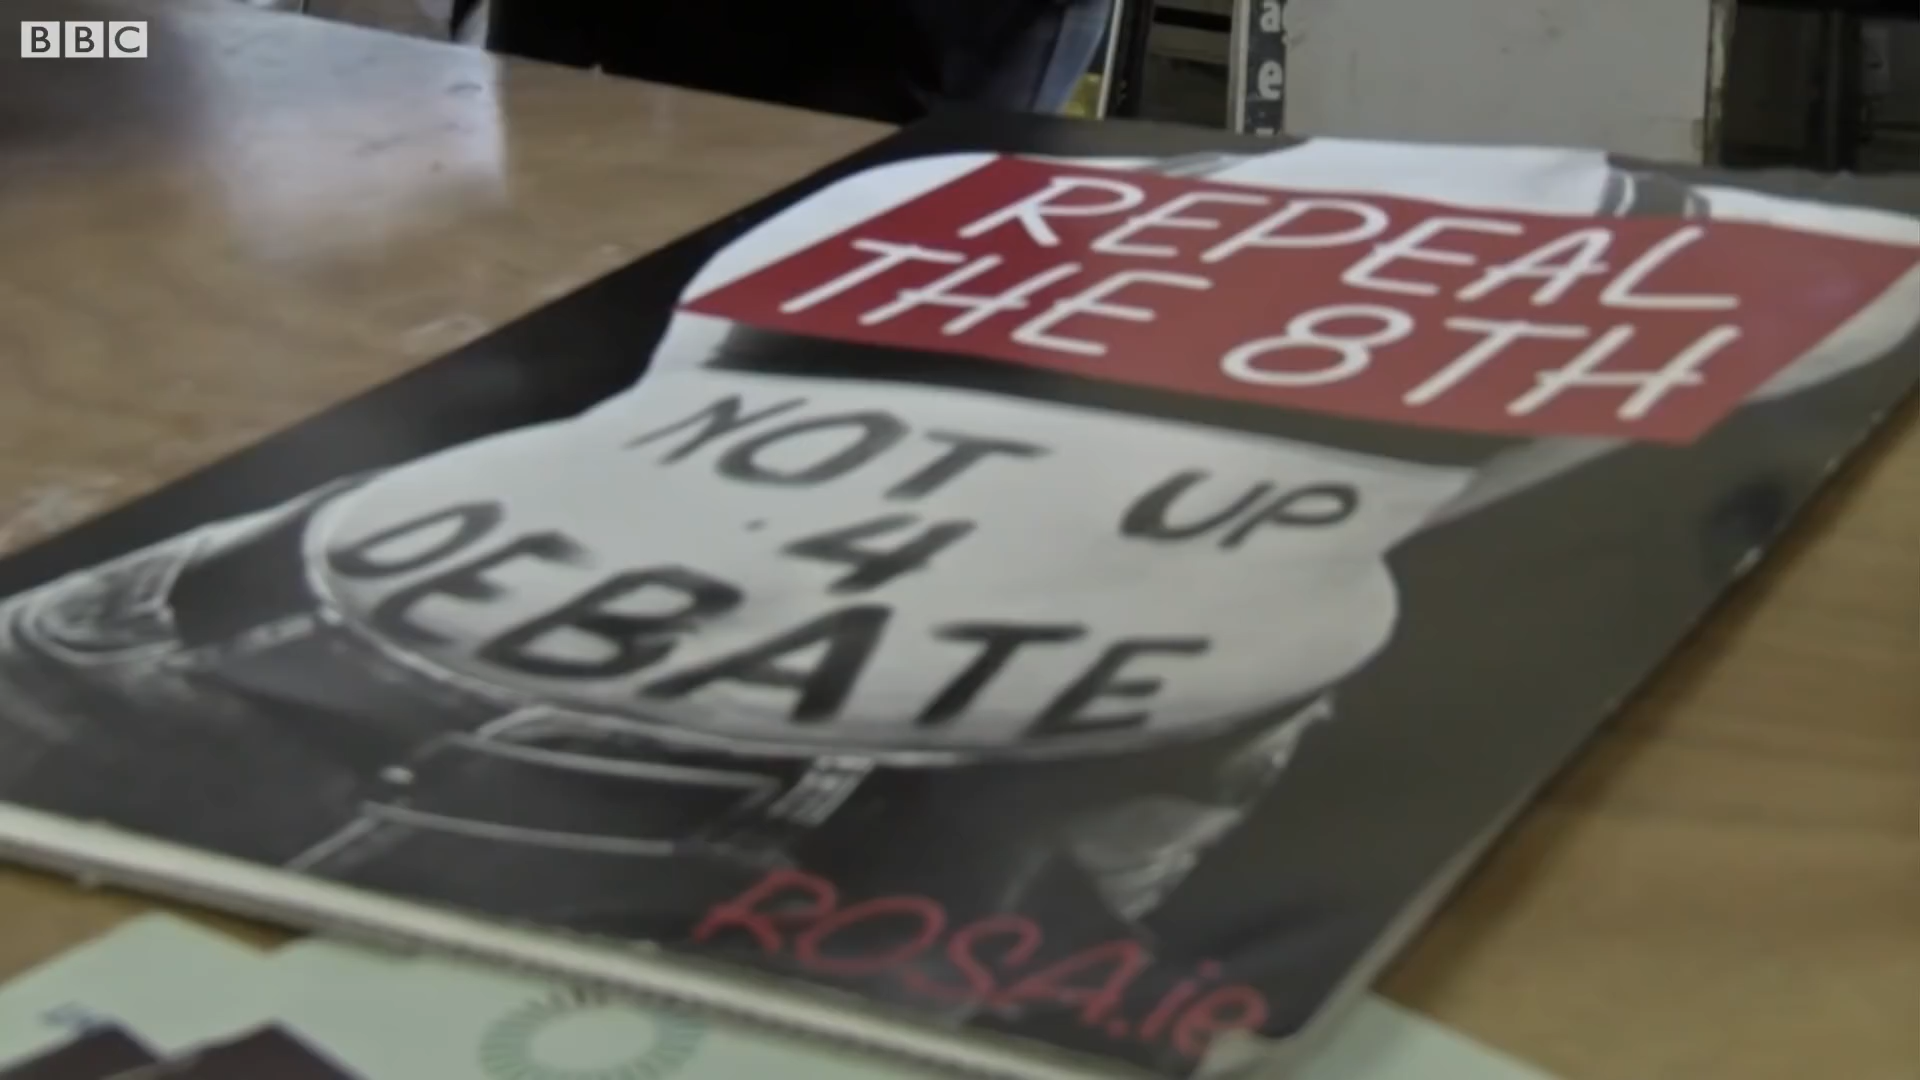 BBC
REPEAL
THE 8TH
NOT UP
4
DEBATE
ROSA.ie